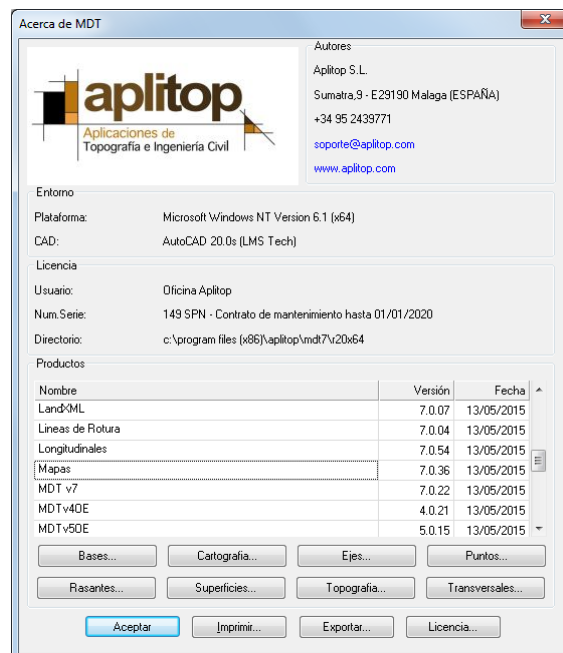 Acerca de MDT
aplitop
Aplicaciones de
Topografía e Ingeniería Civil
Autores
Aplitop S.L.
Sumatra,9 - E29190 Malaga (ESPAÑA)
+34 95 2439771
soporte@aplitop.com
www.aplitop.com
Entorno
Plataforma: Microsoft Windows NT Version 6.1 (x64)
CAD: AutoCAD 20.0s (LMS Tech)
Licencia
Usuario: Oficina Aplitop
Num.Serie: 149 SPN - Contrato de mantenimiento hasta 01/01/2020
Directorio: c:\program files (x86)\aplitop\mdt7\r20x64
Productos
Nombre Versión Fecha
LandXML 7.0.07 13/05/2015
Lineas de Rotura 7.0.04 13/05/2015
Longitudinales 7.0.54 13/05/2015
Mapas 7.0.36 13/05/2015
MDT v7 7.0.22 13/05/2015
MDTv40E 4.0.21 13/05/2015
MDTv50E 5.0.15 13/05/2015
Bases... Cartografia... Ejes... Puntos...
Rasantes... Superficies... Topografia... Transversales...
Aceptar Imprimir... Exportar... Licencia...